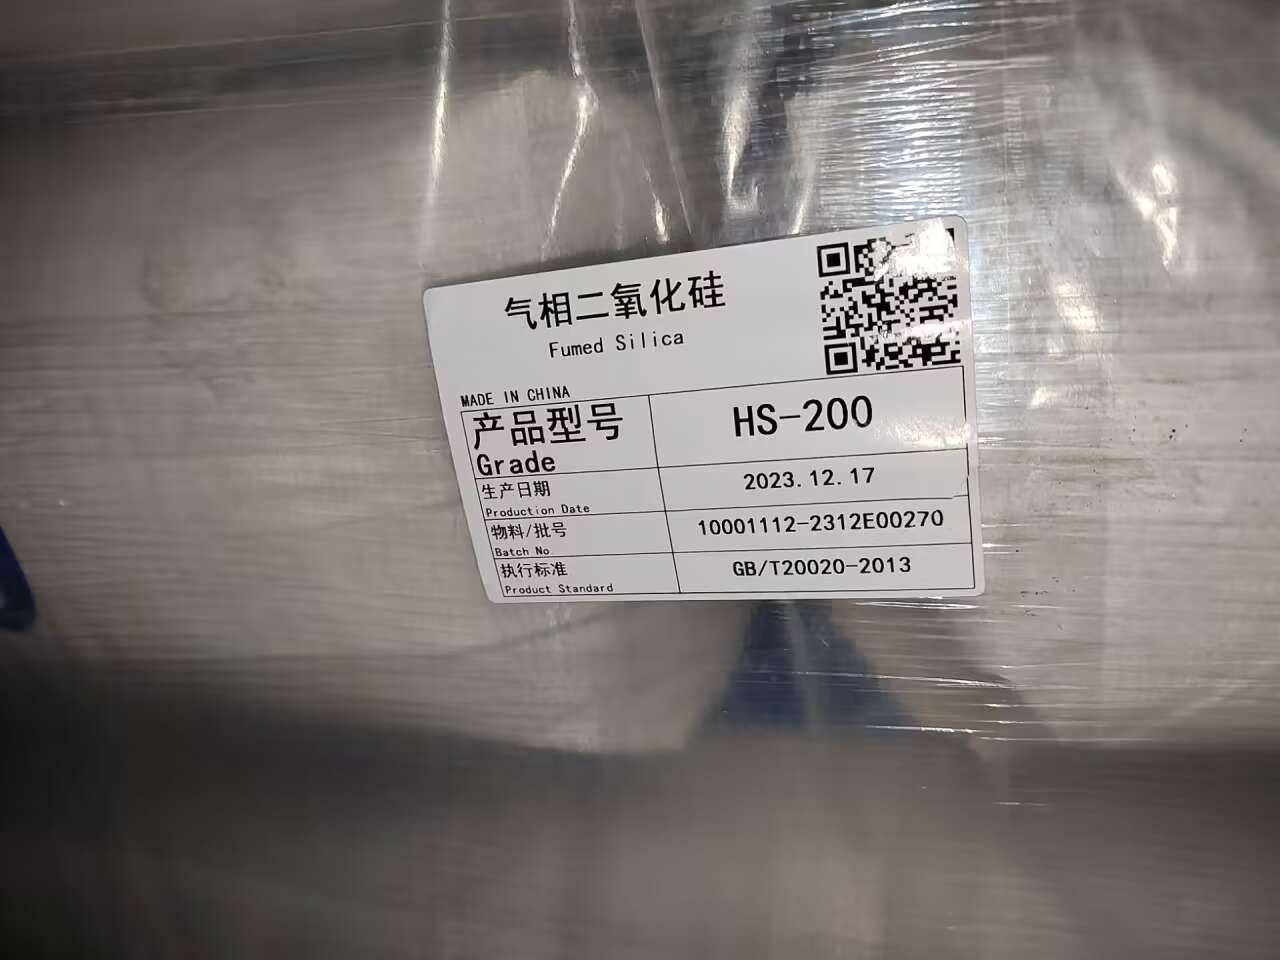 气相二氧化硅
Fumed Silica
MADE IN CHINA
产品型号
Grade
HS-200
生产日期
Production Date
2023.12.17
物料/批号
Batch No
10001112-2312E00270
执行标准
Product Standard
GB/T20020-2013